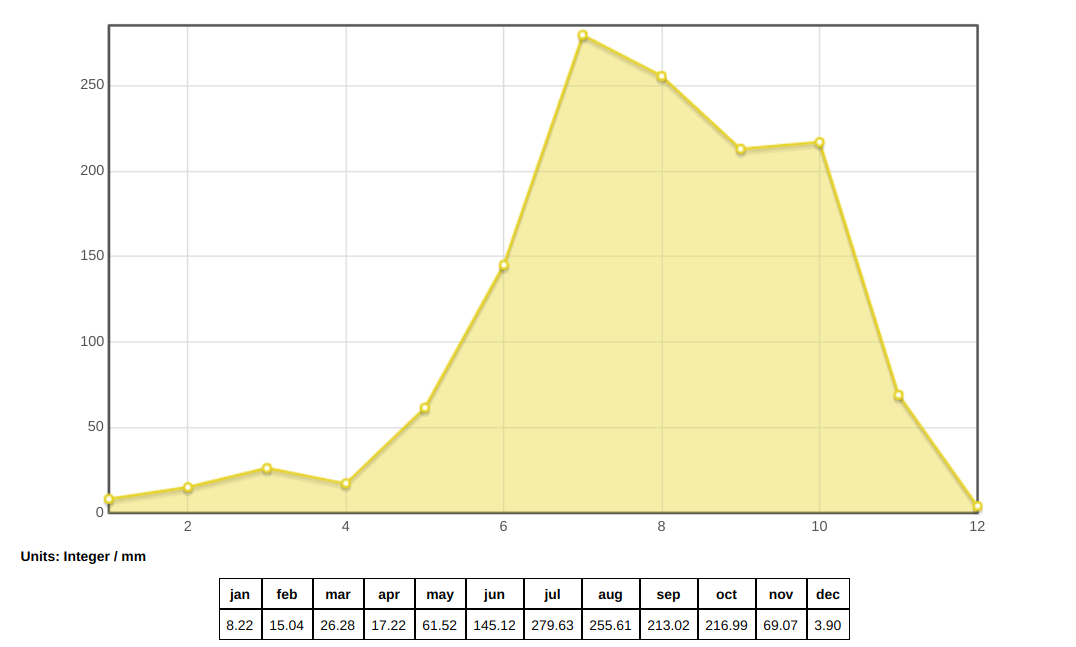 250
200
150
100
50
0
2 4 6 8 10 12
Units: Integer / mm
jan feb mar apr may jun jul aug sep oct nov dec
8.22 15.04 26.28 17.22 61.52 145.12 279.63 255.61 213.02 216.99 69.07 3.90